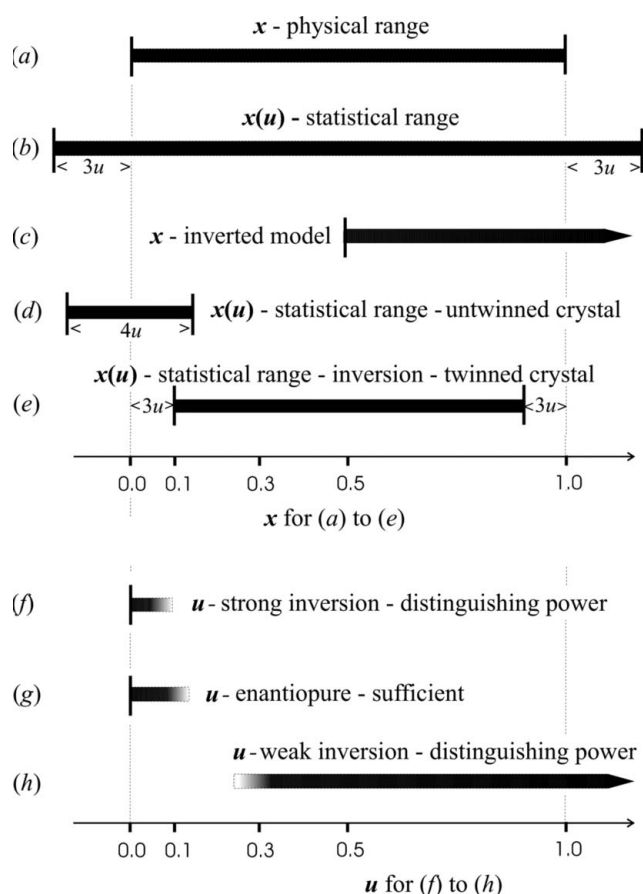 x - physical range
(a)
x(u) - statistical range
(b)
< 3u >
< 3u >
(c) x - inverted model
(d) x(u) - statistical range - untwinned crystal
< 4u >
x(u) - statistical range - inversion - twinned crystal
(e) <3u> <3u>
0.0 0.1 0.3 0.5 1.0
x for (a) to (e)
(f) u - strong inversion - distinguishing power
(g) u - enantiopure - sufficient
u - weak inversion - distinguishing power
(h)
0.0 0.1 0.3 0.5 1.0
u for (f) to (h)